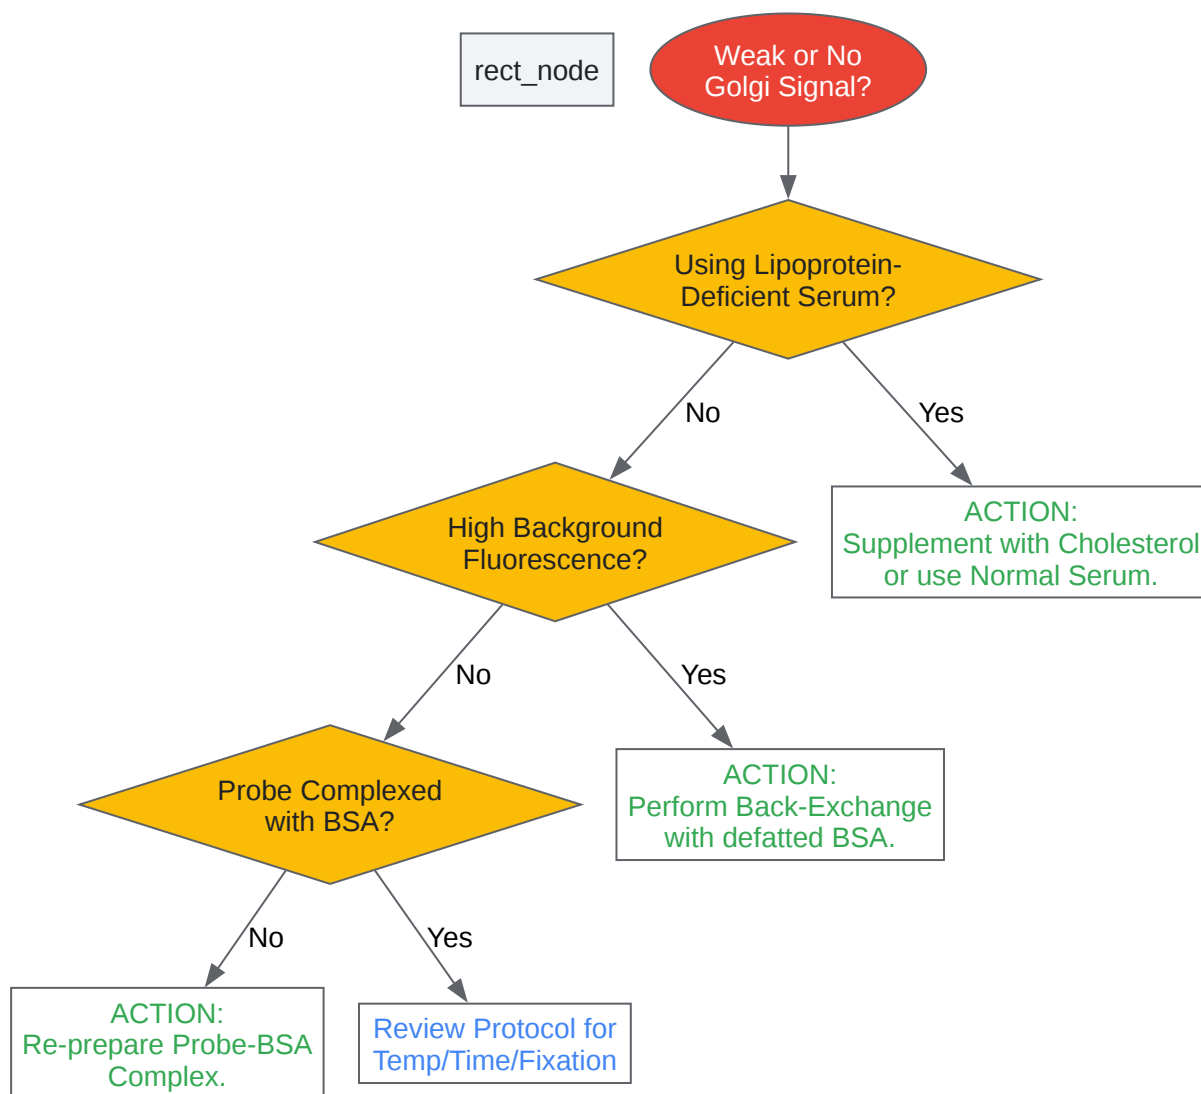 rect_node
Weak or No
Golgi Signal?
Using Lipoprotein-
Deficient Serum?
No
Yes
High Background
Fluorescence?
ACTION:
Supplement with Cholesterol
or use Normal Serum.
No
Yes
Probe Complexed
with BSA?
ACTION:
Perform Back-Exchange
with defatted BSA.
No
Yes
ACTION:
Re-prepare Probe-BSA
Complex.
Review Protocol for
Temp/Time/Fixation